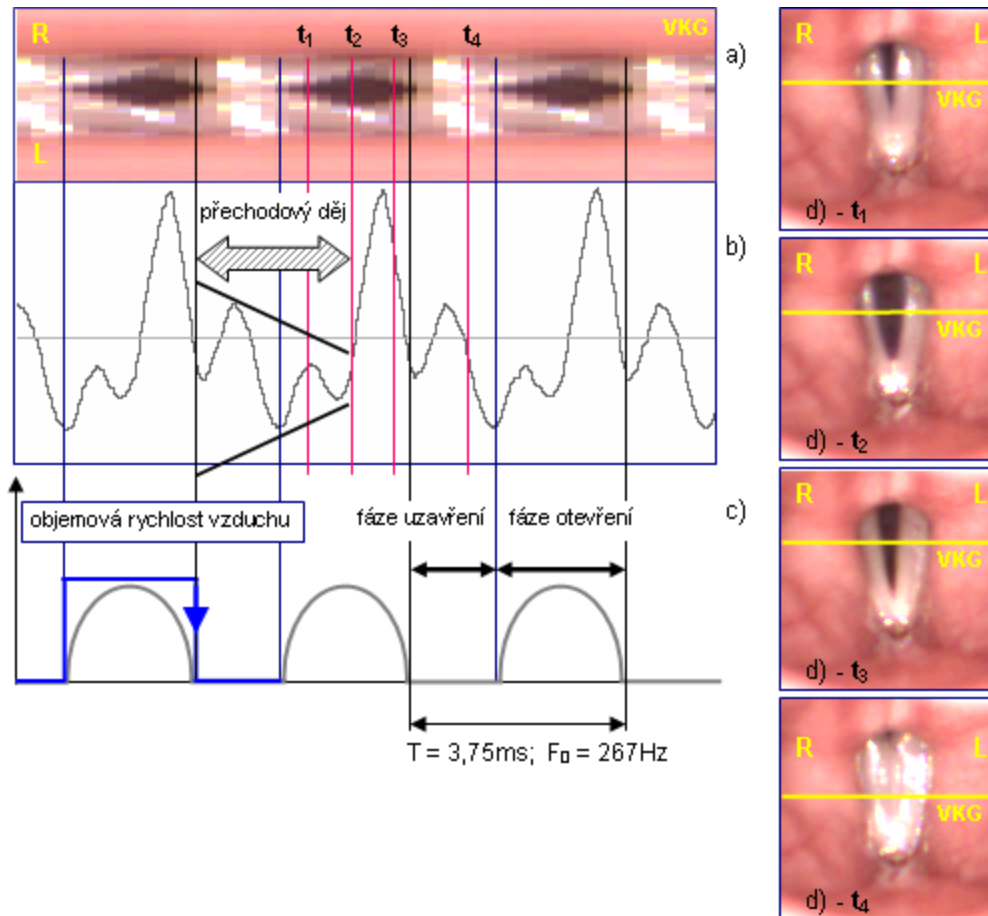 R
VKG
t1
t2
t3
t4
L
a)
přechodový děj
b)
objemová rychlost vzduchu
fáze uzavření
fáze otevření
c)
T = 3,75ms; F0 = 267Hz
R
L
VKG
d) - t1
R
L
VKG
d) - t2
R
L
VKG
d) - t3
R
L
VKG
d) - t4